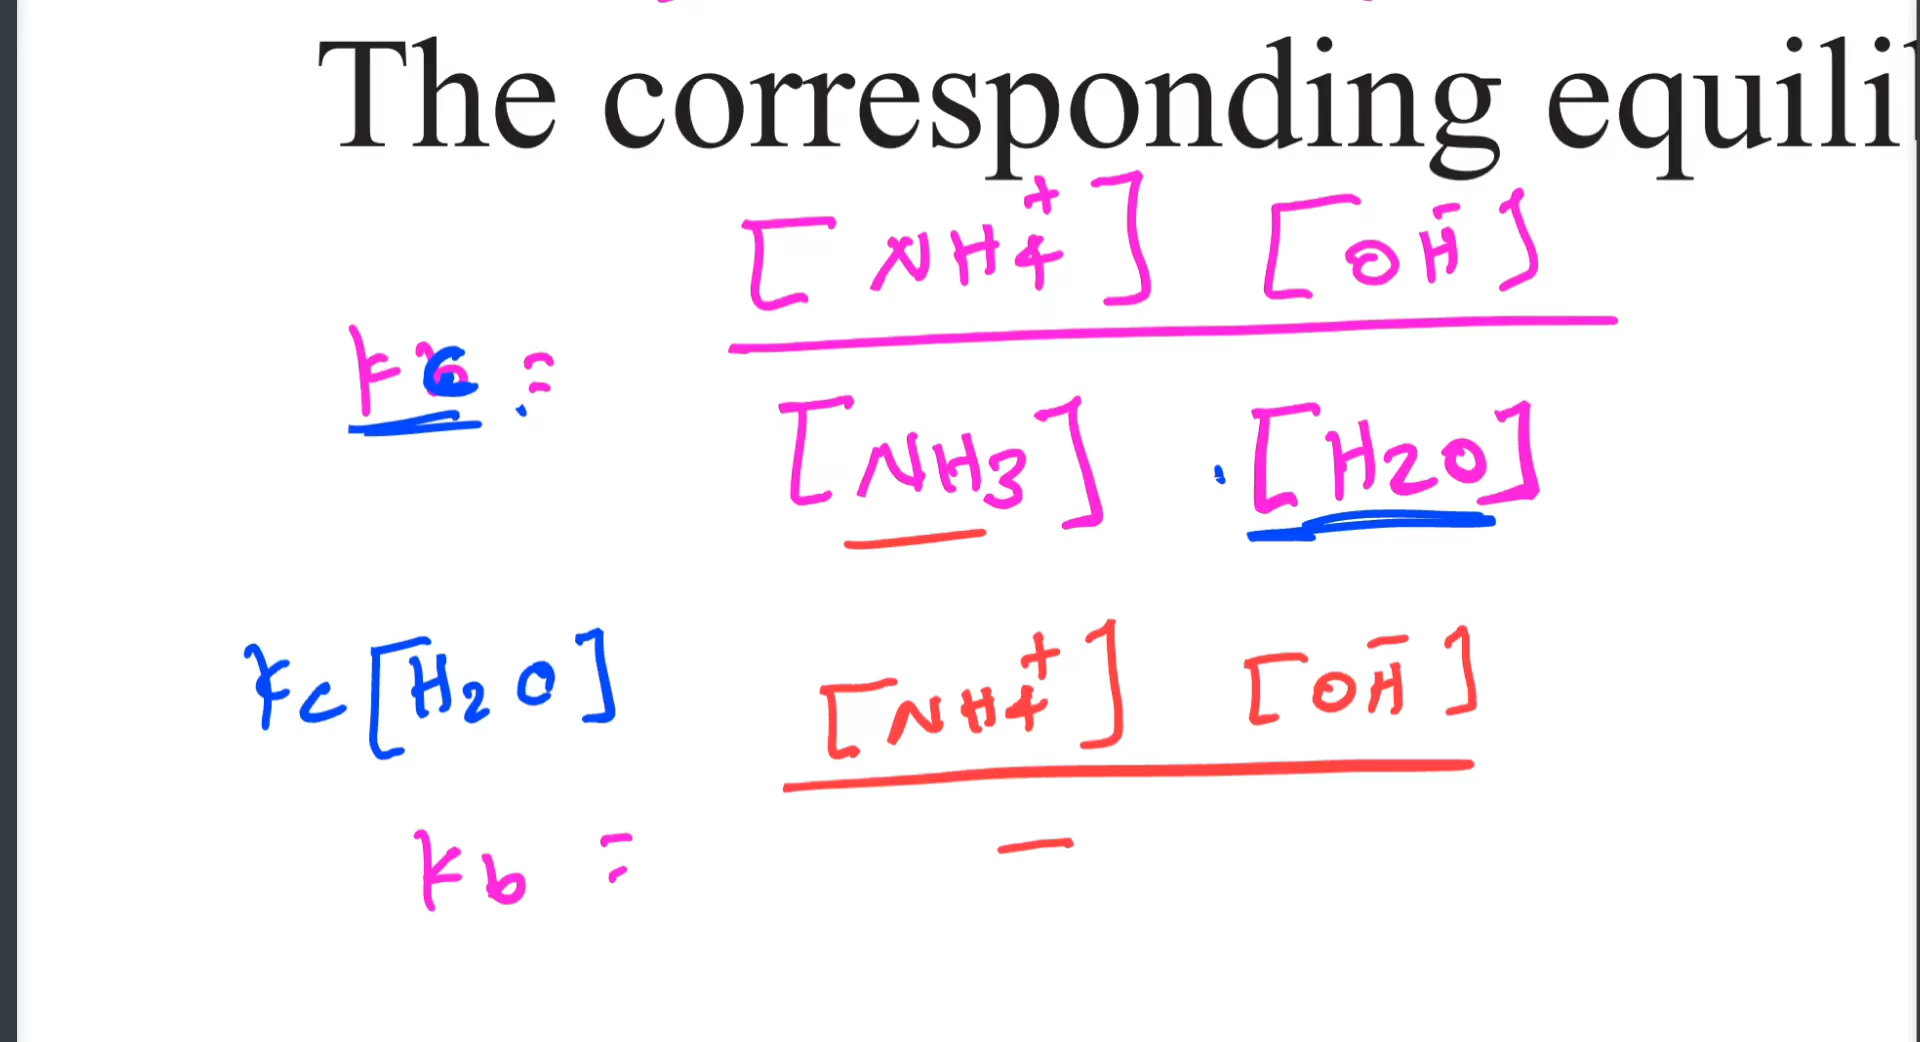 The corresponding equili
[NH4+] [OH-]
Kc =
[NH3] . [H2O]
Kc[H2O]
[NH4+] [OH-]
Kb =